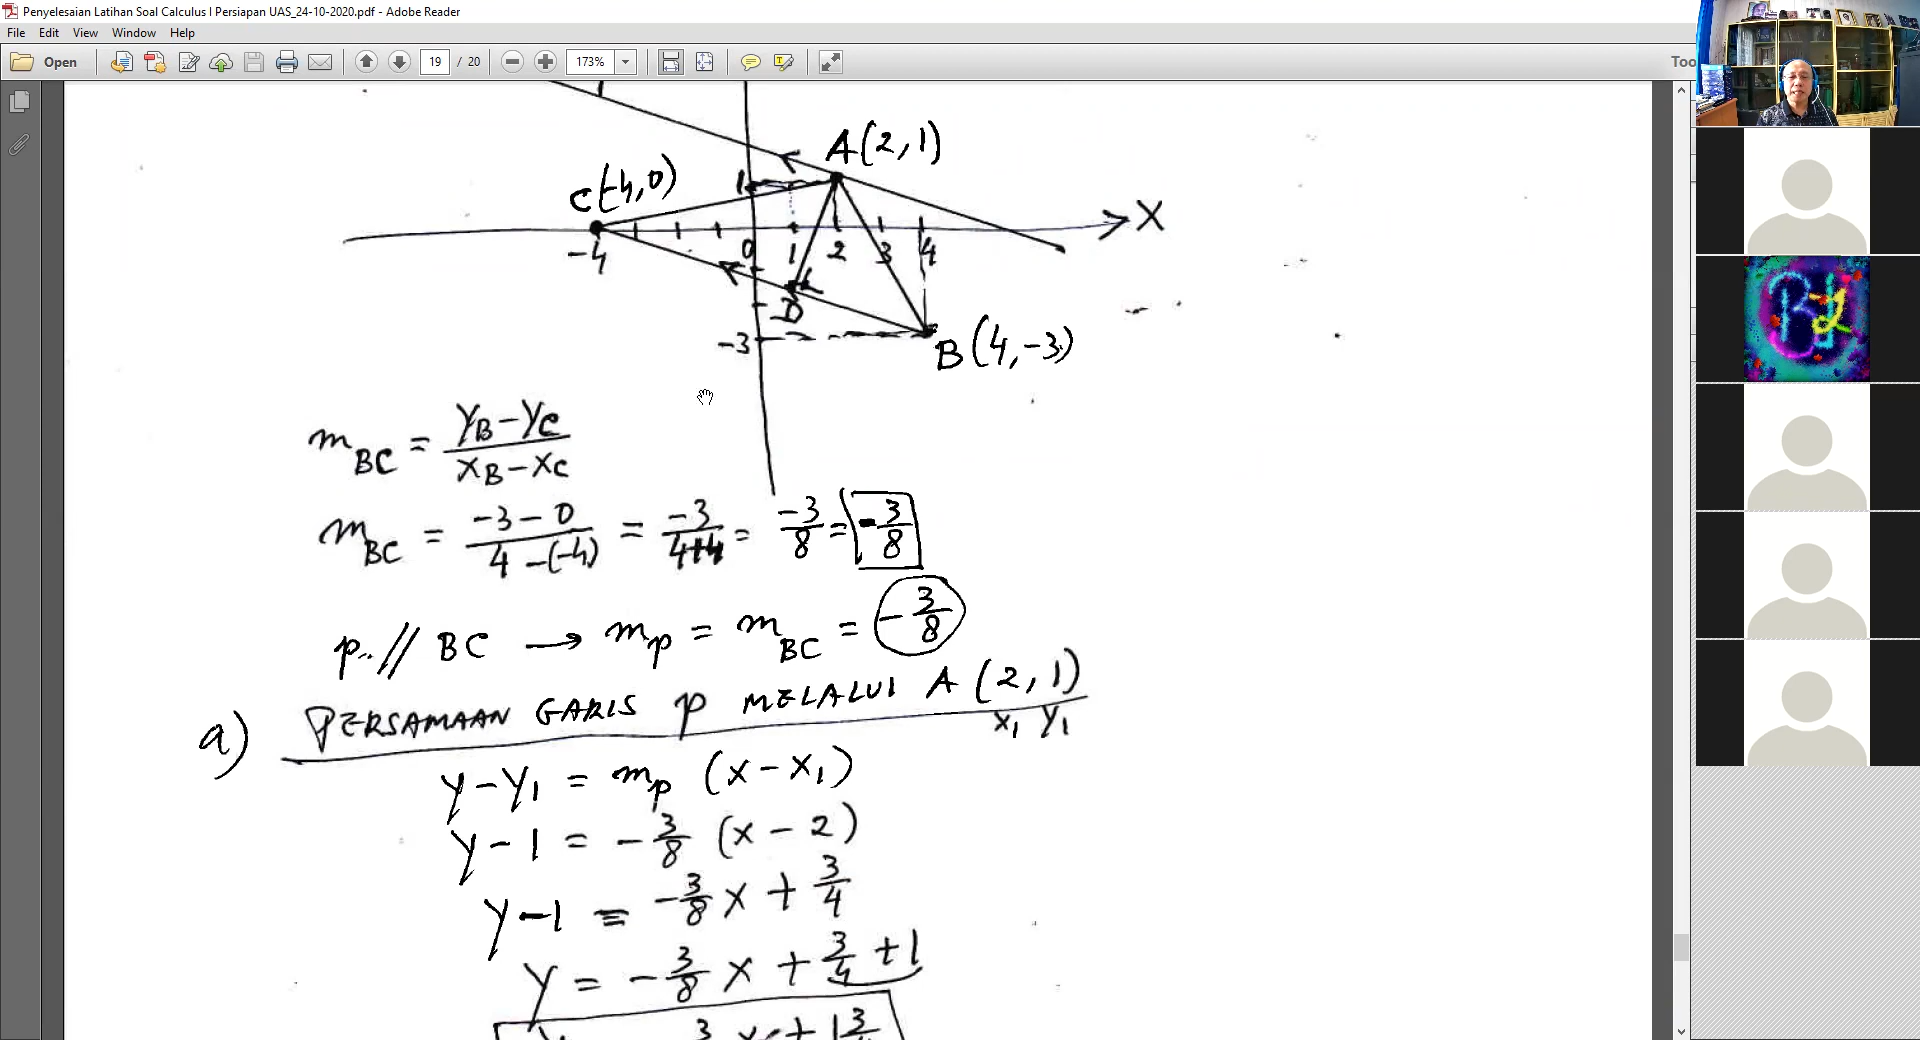 Penyelesaian Latihan Soal Calculus I Persiapan UAS_24-10-2020.pdf - Adobe Reader
File Edit View Window Help
Open 19 / 20 173% Too
A(2,1)
C(-4,0)
1
X
-4 0 1 2 3 4
D
-3
B(4,-3)
m_BC = (y_B - y_C) / (x_B - x_C)
m_BC = (-3 - 0) / (4 - (-4)) = -3 / (4+4) = -3/8 = -3/8
p // BC → m_p = m_BC = -3/8
a) PERSAMAAN GARIS p MELALUI A (2,1)
x₁ y₁
y - y₁ = m_p (x - x₁)
y - 1 = -3/8 (x - 2)
y - 1 = -3/8 x + 3/4
y = -3/8 x + 3/4 + 1